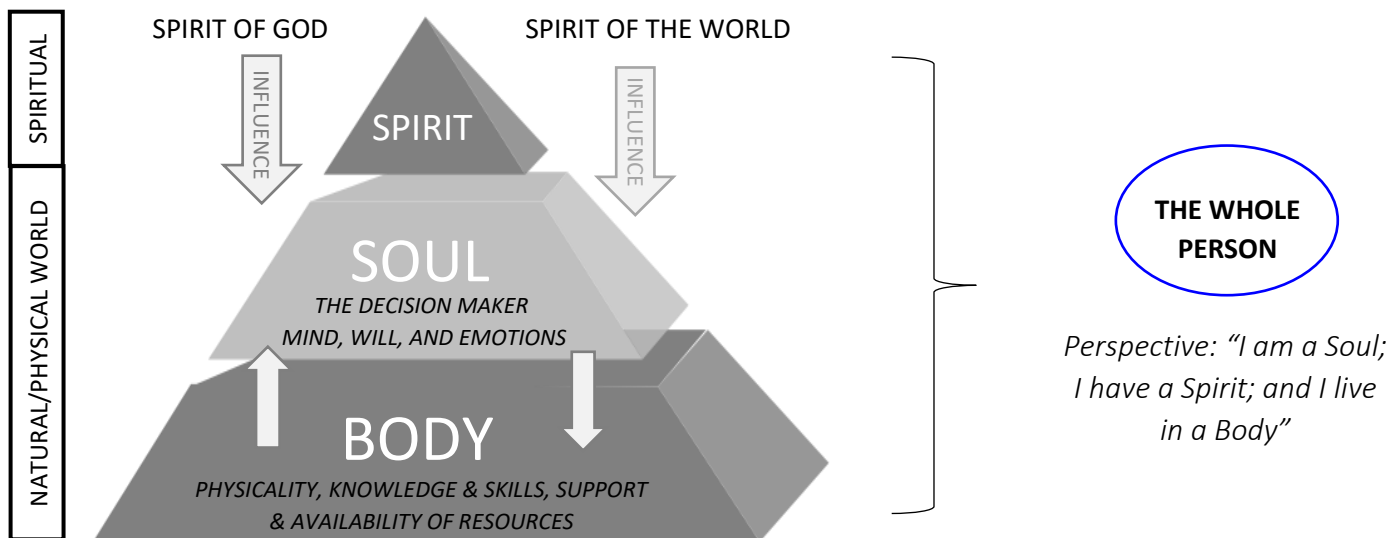 SPIRITUAL
NATURAL/PHYSICAL WORLD
SPIRIT OF GOD
SPIRIT OF THE WORLD
INFLUENCE
INFLUENCE
SPIRIT
SOUL
THE DECISION MAKER
MIND, WILL, AND EMOTIONS
BODY
PHYSICALITY, KNOWLEDGE & SKILLS, SUPPORT
& AVAILABILITY OF RESOURCES
THE WHOLE
PERSON
Perspective: “I am a Soul;
I have a Spirit; and I live
in a Body”